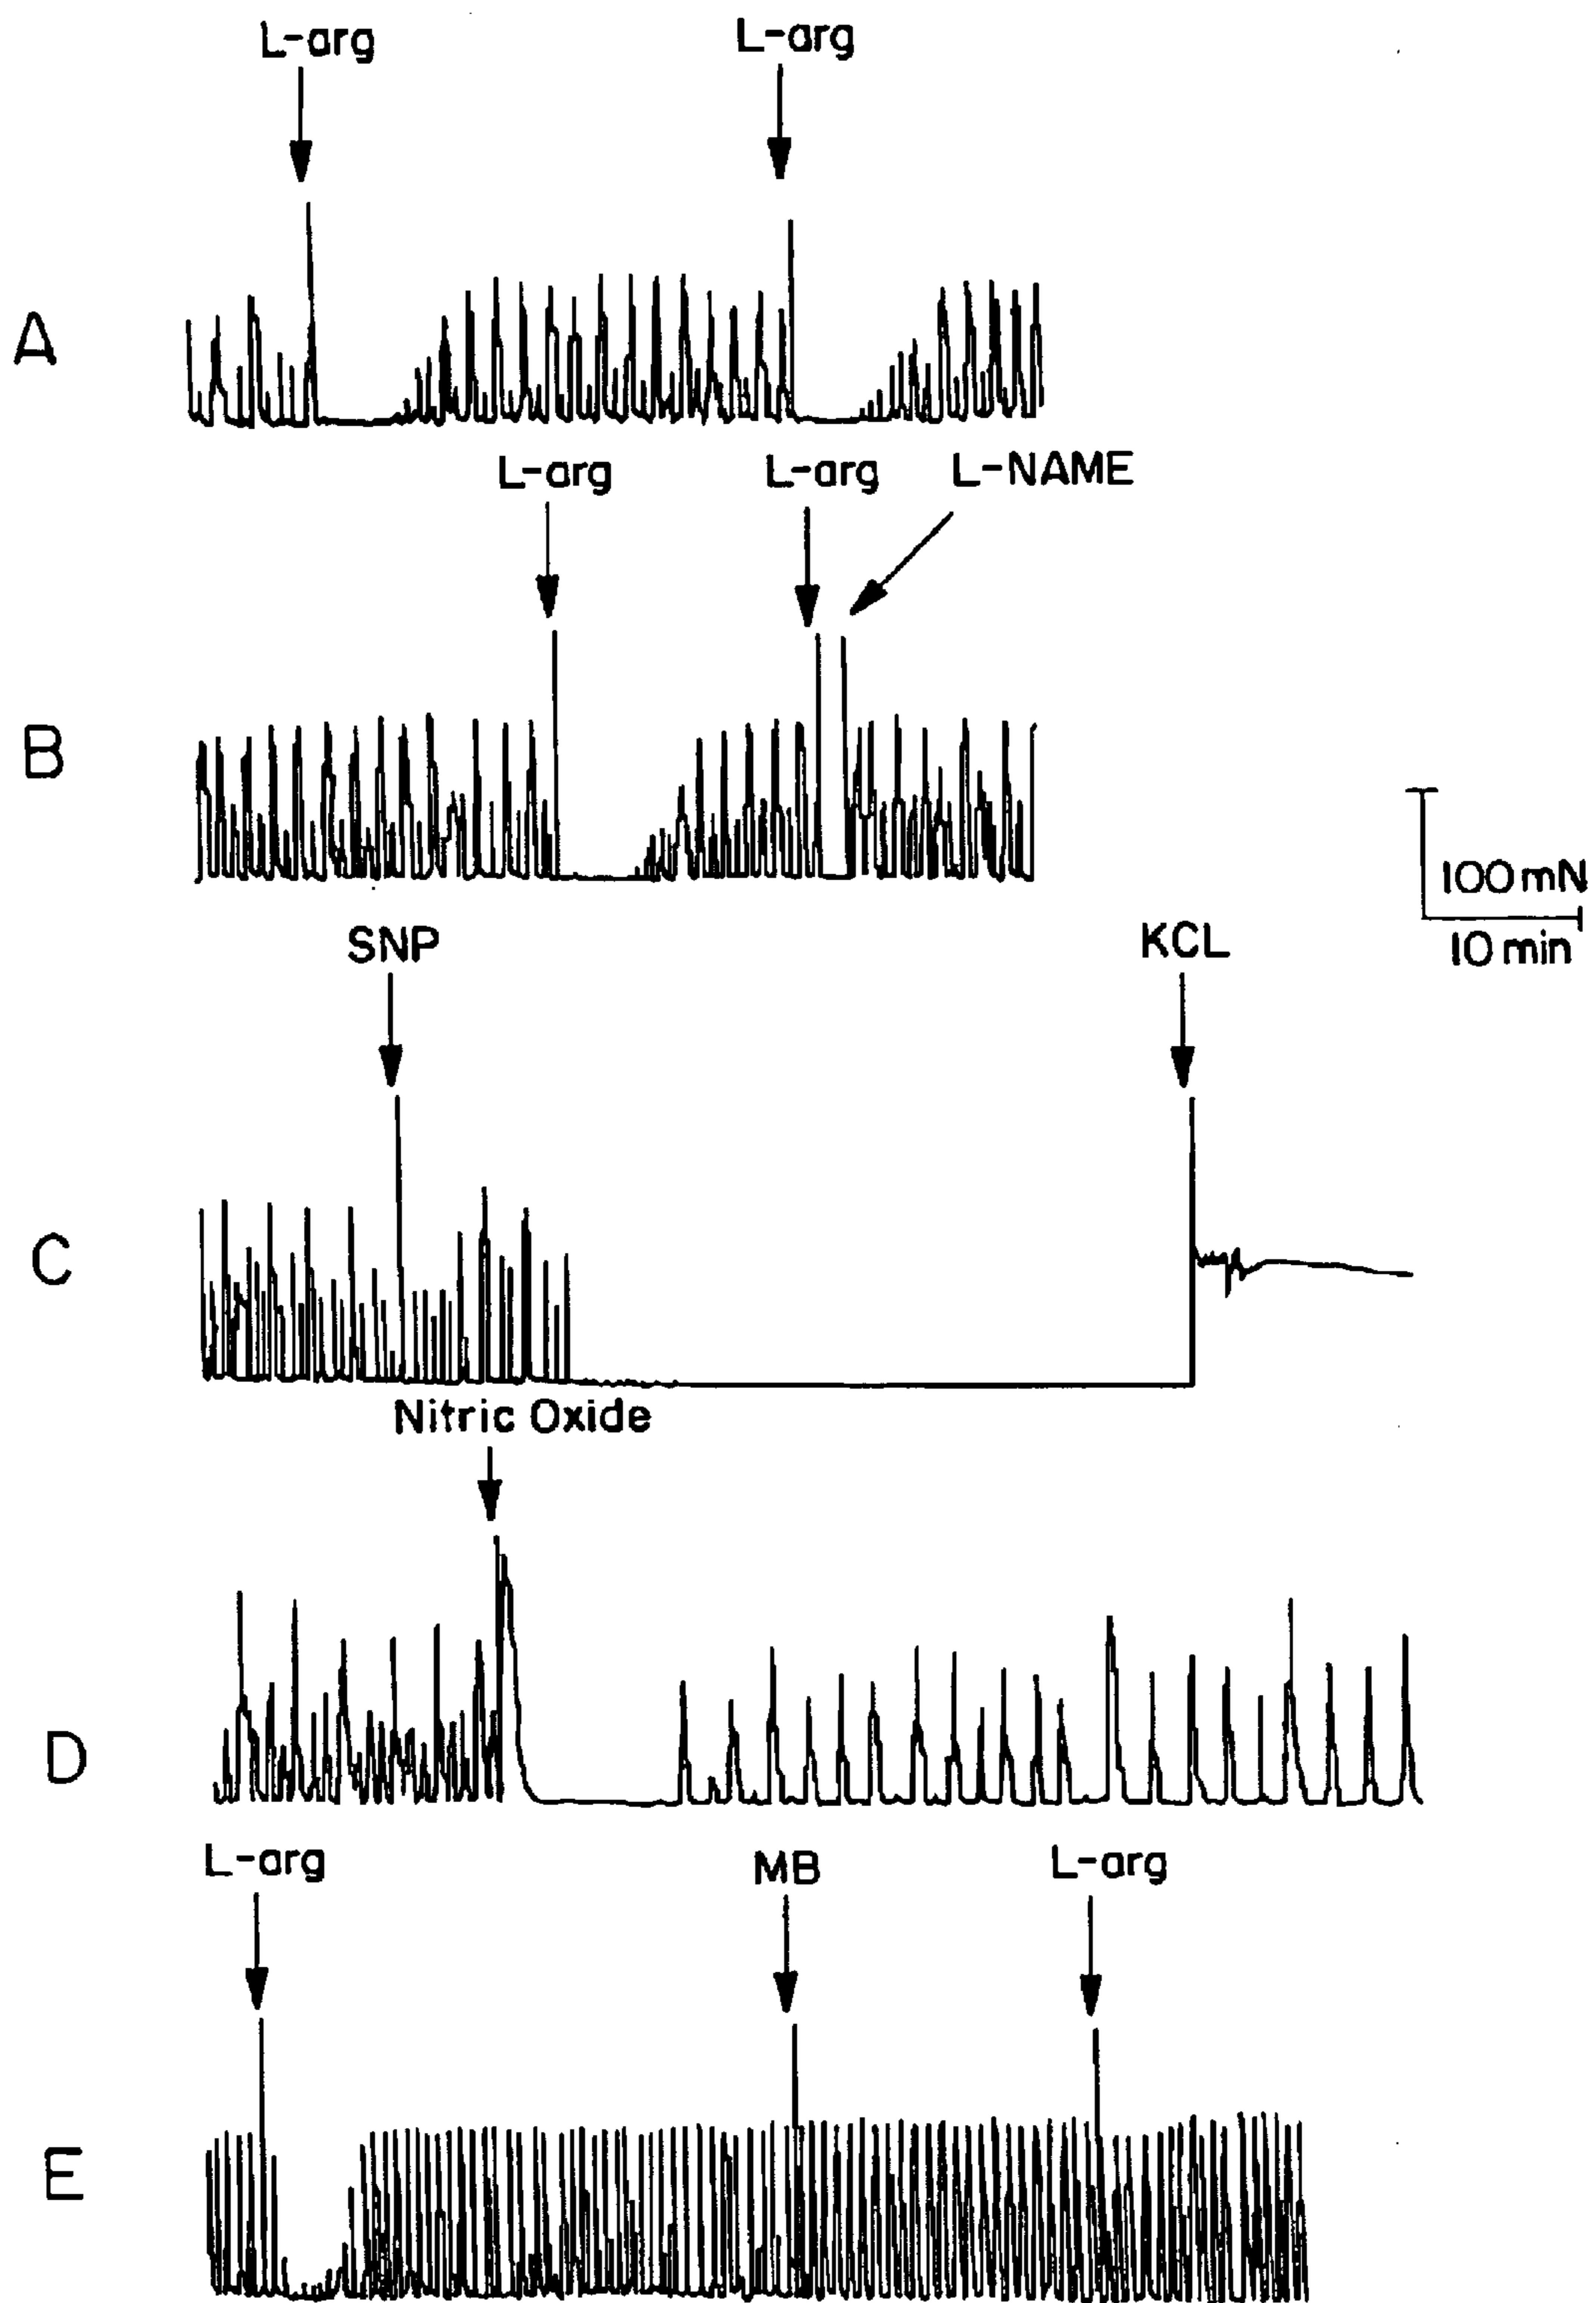 L-arg L-arg
A
L-arg L-arg L-NAME
B
100 mN
10 min
SNP KCL
C
Nitric Oxide
D
L-arg MB L-arg
E